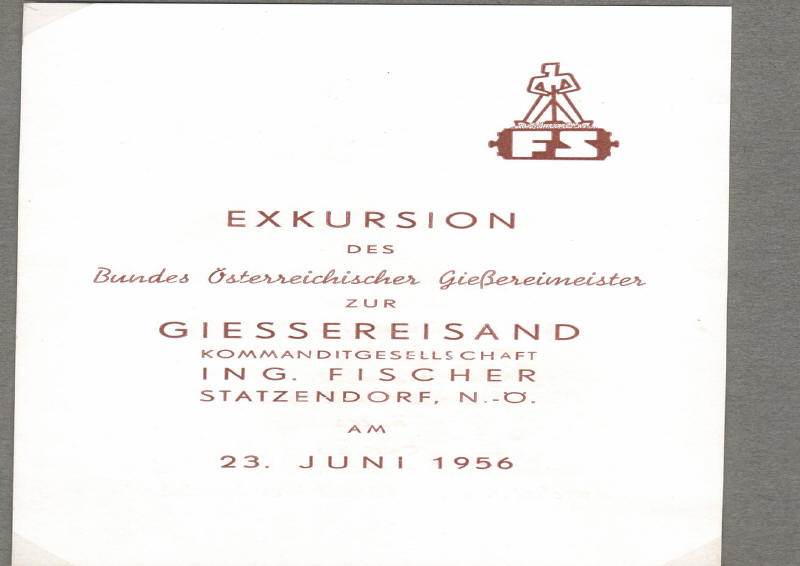 FS
EXKURSION
DES
Bundes Österreichischer Gießereimeister
ZUR
GIESSEREISAND
KOMMANDITGESELLSCHAFT
ING. FISCHER
STATZENDORF, N.-Ö.
AM
23. JUNI 1956